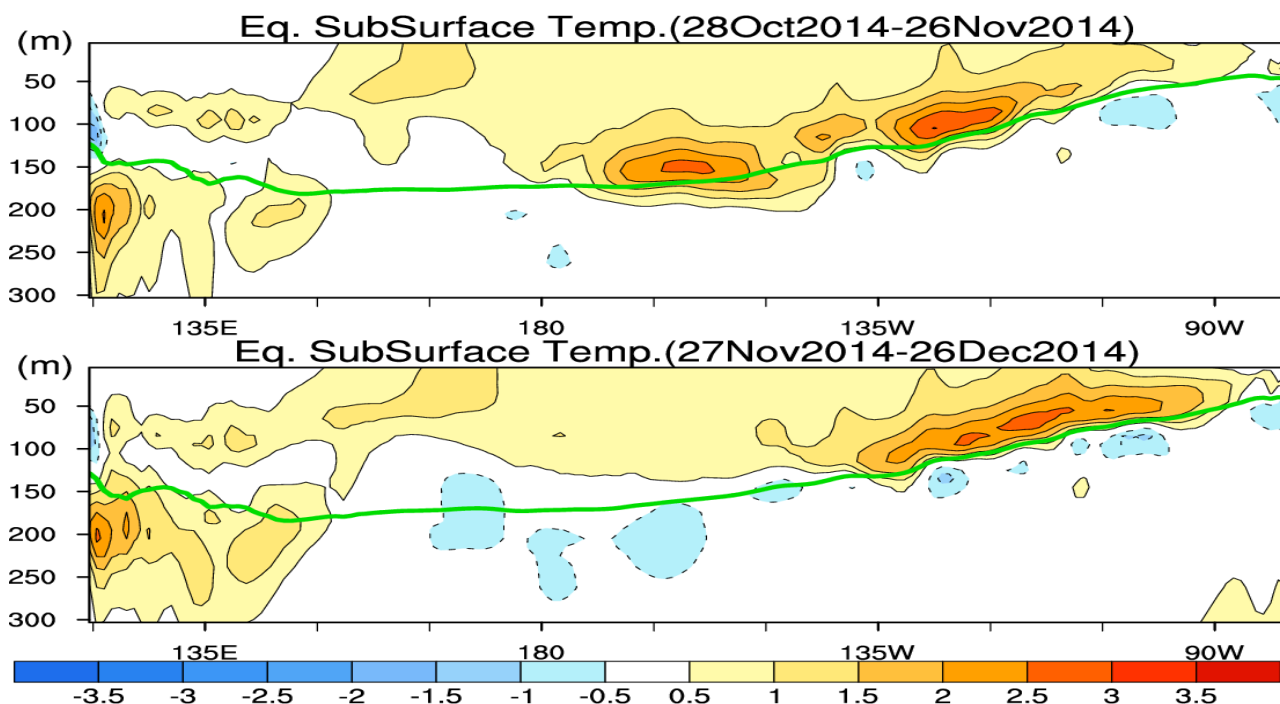 Eq. SubSurface Temp.(28Oct2014-26Nov2014)
(m)
50
100
150
200
250
300
135E 180 135W 90W
Eq. SubSurface Temp.(27Nov2014-26Dec2014)
(m)
50
100
150
200
250
300
135E 180 135W 90W
-3.5 -3 -2.5 -2 -1.5 -1 -0.5 0.5 1 1.5 2 2.5 3 3.5